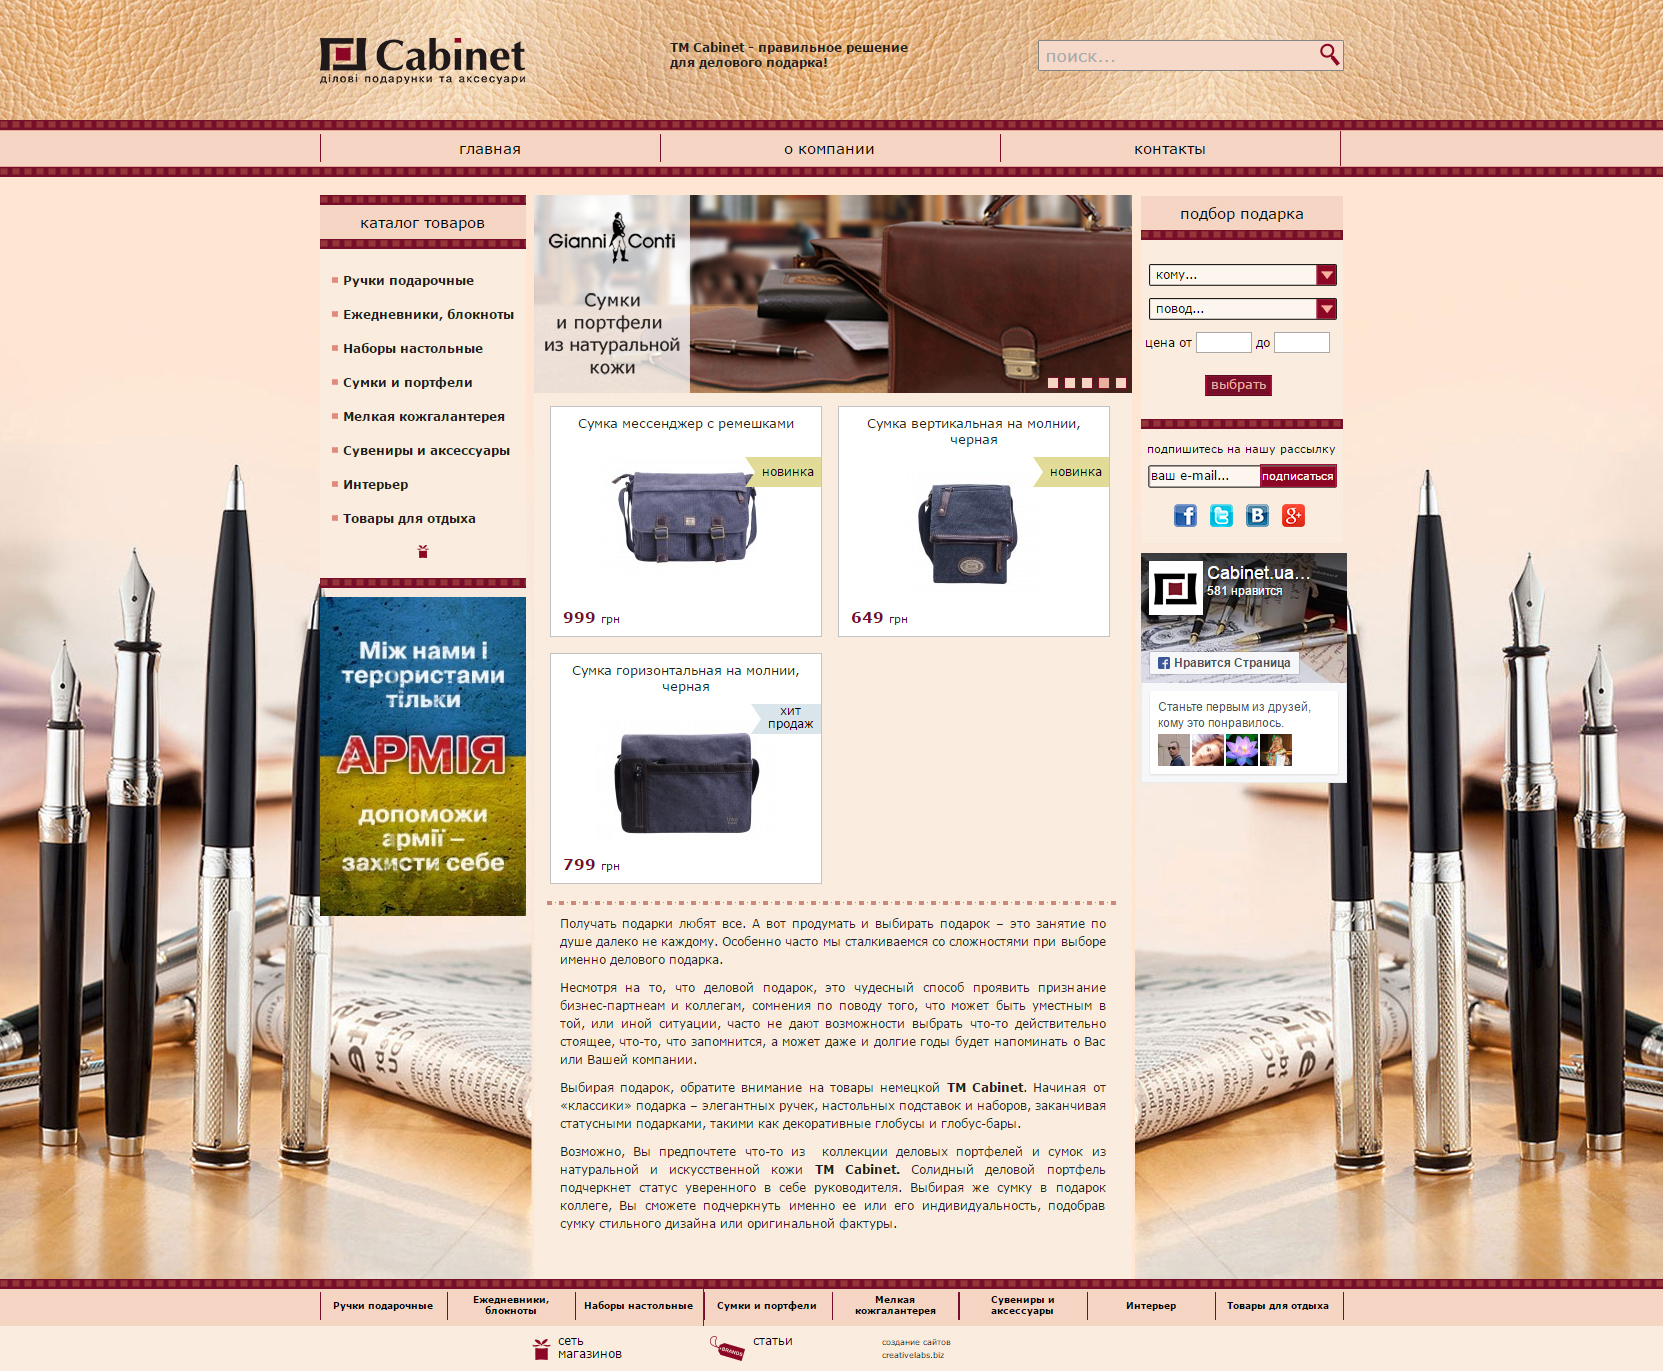 Cabinet
ділові подарунки та аксесуари
TM Cabinet - правильное решение
для делового подарка!
поиск...
главная
о компании
контакты
каталог товаров
Ручки подарочные
Ежедневники, блокноты
Наборы настольные
Сумки и портфели
Мелкая кожгалантерея
Сувениры и аксессуары
Интерьер
Товары для отдыха
Між нами і
терористами
тільки
АРМІЯ
допоможи
армії –
захисти себе
Gianni Conti
Сумки
и портфели
из натуральной
кожи
Сумка мессенджер с ремешками
новинка
999 грн
Сумка вертикальная на молнии,
черная
новинка
649 грн
Сумка горизонтальная на молнии,
черная
хит
продаж
799 грн
Получать подарки любят все. А вот продумать и выбирать подарок – это занятие по
душе далеко не каждому. Особенно часто мы сталкиваемся со сложностями при выборе
именно делового подарка.
Несмотря на то, что деловой подарок, это чудесный способ проявить признание
бизнес-партнеам и коллегам, сомнения по поводу того, что может быть уместным в
той, или иной ситуации, часто не дают возможности выбрать что-то действительно
стоящее, что-то, что запомнится, а может даже и долгие годы будет напоминать о Вас
или Вашей компании.
Выбирая подарок, обратите внимание на товары немецкой TM Cabinet. Начиная от
«классики» подарка – элегантных ручек, настольных подставок и наборов, заканчивая
статусными подарками, такими как декоративные глобусы и глобус-бары.
Возможно, Вы предпочтете что-то из коллекции деловых портфелей и сумок из
натуральной и искусственной кожи TM Cabinet. Солидный деловой портфель
подчеркнет статус уверенного в себе руководителя. Выбирая же сумку в подарок
коллеге, Вы сможете подчеркнуть именно ее или его индивидуальность, подобрав
сумку стильного дизайна или оригинальной фактуры.
подбор подарка
кому...
повод...
цена от до
выбрать
подпишитесь на нашу рассылку
ваш e-mail... подписаться
Cabinet.ua...
581 нравится
Нравится Страница
Станьте первым из друзей,
кому это понравилось.
Ручки подарочные
Ежедневники,
блокноты
Наборы настольные
Сумки и портфели
Мелкая
кожгалантерея
Сувениры и
аксессуары
Интерьер
Товары для отдыха
сеть
магазинов
BRANDS
статьи
создание сайтов
creativelabs.biz